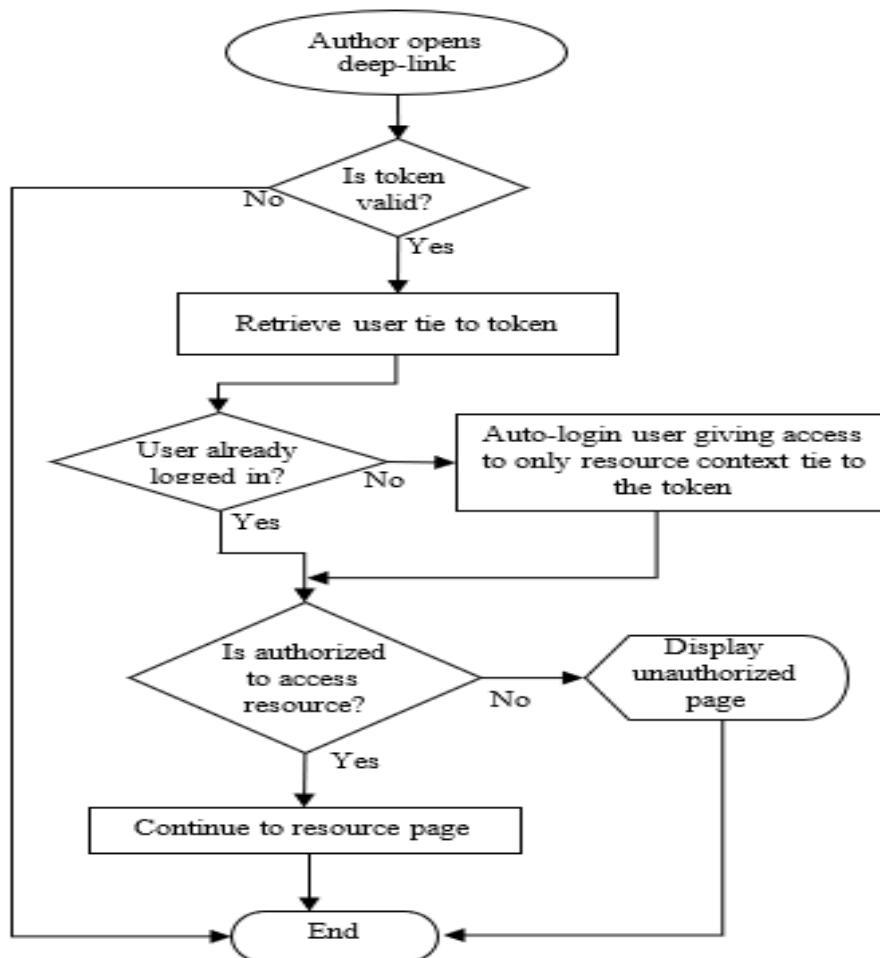 Author opens
deep-link
Is token
valid?
No
Yes
Retrieve user tie to token
User already
logged in?
No
Auto-login user giving access
to only resource context tie to
the token
Yes
Is authorized
to access
resource?
No
Display
unauthorized
page
Yes
Continue to resource page
End